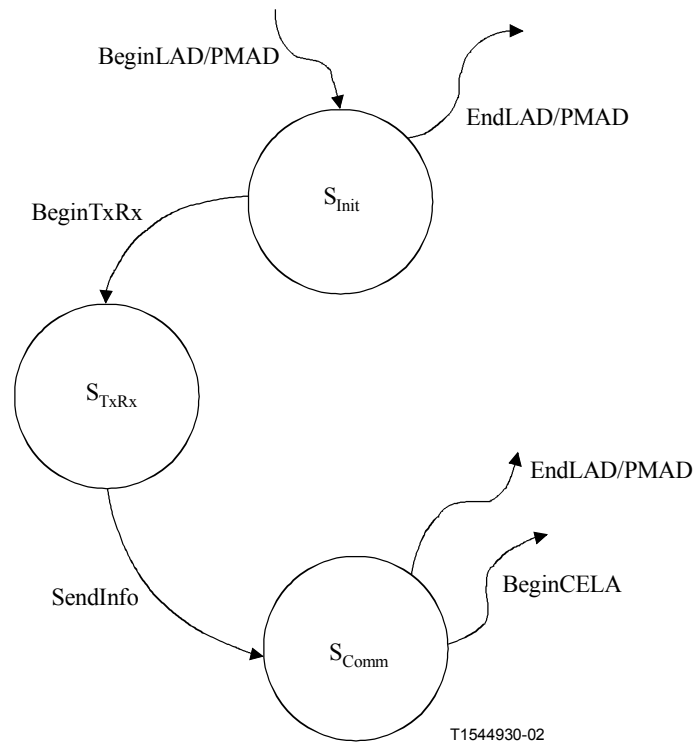 BeginLAD/PMAD
EndLAD/PMAD
S_Init
BeginTxRx
S_TxRx
EndLAD/PMAD
BeginCELA
SendInfo
S_Comm
T1544930-02